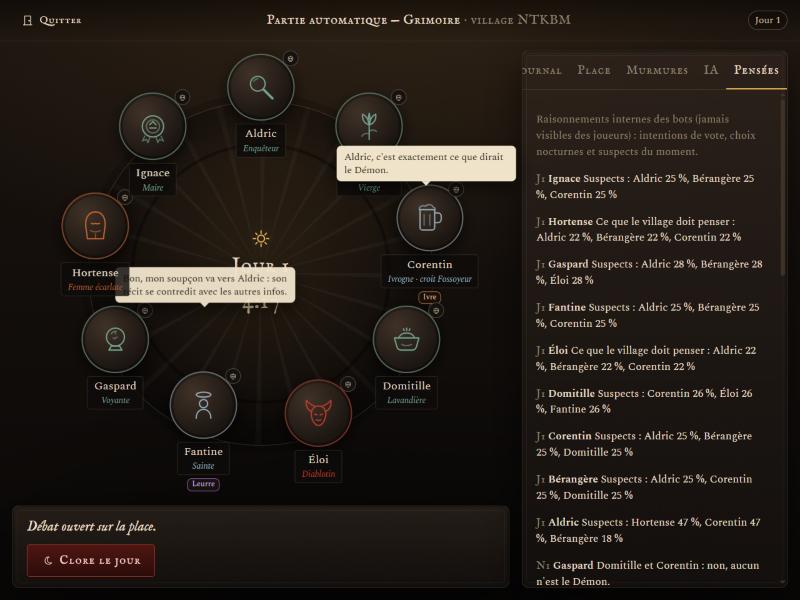 Quitter
Partie automatique — Grimoire · village NTKBM
Jour 1
Aldric
Enquêteur
Ignace
Maire
Aldric, c'est exactement ce que dirait
le Démon.
Vierge
Hortense
Femme écarlate
Corentin
Ivrogne · croit Fossoyeur
Ivre
mon soupçon va vers Aldric : son
se contredit avec les autres infos.
Gaspard
Voyante
Domitille
Lavandière
Fantine
Sainte
Leurre
Éloi
Diablotin
Débat ouvert sur la place.
Clore le jour
Place
Murmures
IA
Pensées
Raisonnements internes des bots (jamais
visibles des joueurs) : intentions de vote, choix
nocturnes et suspects du moment.
J1 Ignace Suspects : Aldric 25 %, Bérangère 25
%, Corentin 25 %
J1 Hortense Ce que le village doit penser :
Aldric 22 %, Bérangère 22 %, Corentin 22 %
J1 Gaspard Suspects : Aldric 28 %, Bérangère 28
%, Éloi 28 %
J1 Fantine Suspects : Aldric 25 %, Bérangère 25
%, Corentin 25 %
J1 Éloi Ce que le village doit penser : Aldric 22
%, Bérangère 22 %, Corentin 22 %
J1 Domitille Suspects : Corentin 26 %, Éloi 26
%, Fantine 26 %
J1 Corentin Suspects : Aldric 25 %, Bérangère
25 %, Domitille 25 %
J1 Bérangère Suspects : Aldric 25 %, Corentin
25 %, Domitille 25 %
J1 Aldric Suspects : Hortense 47 %, Corentin 47
%, Bérangère 18 %
N1 Gaspard Domitille et Corentin : non, aucun
n'est le Démon.